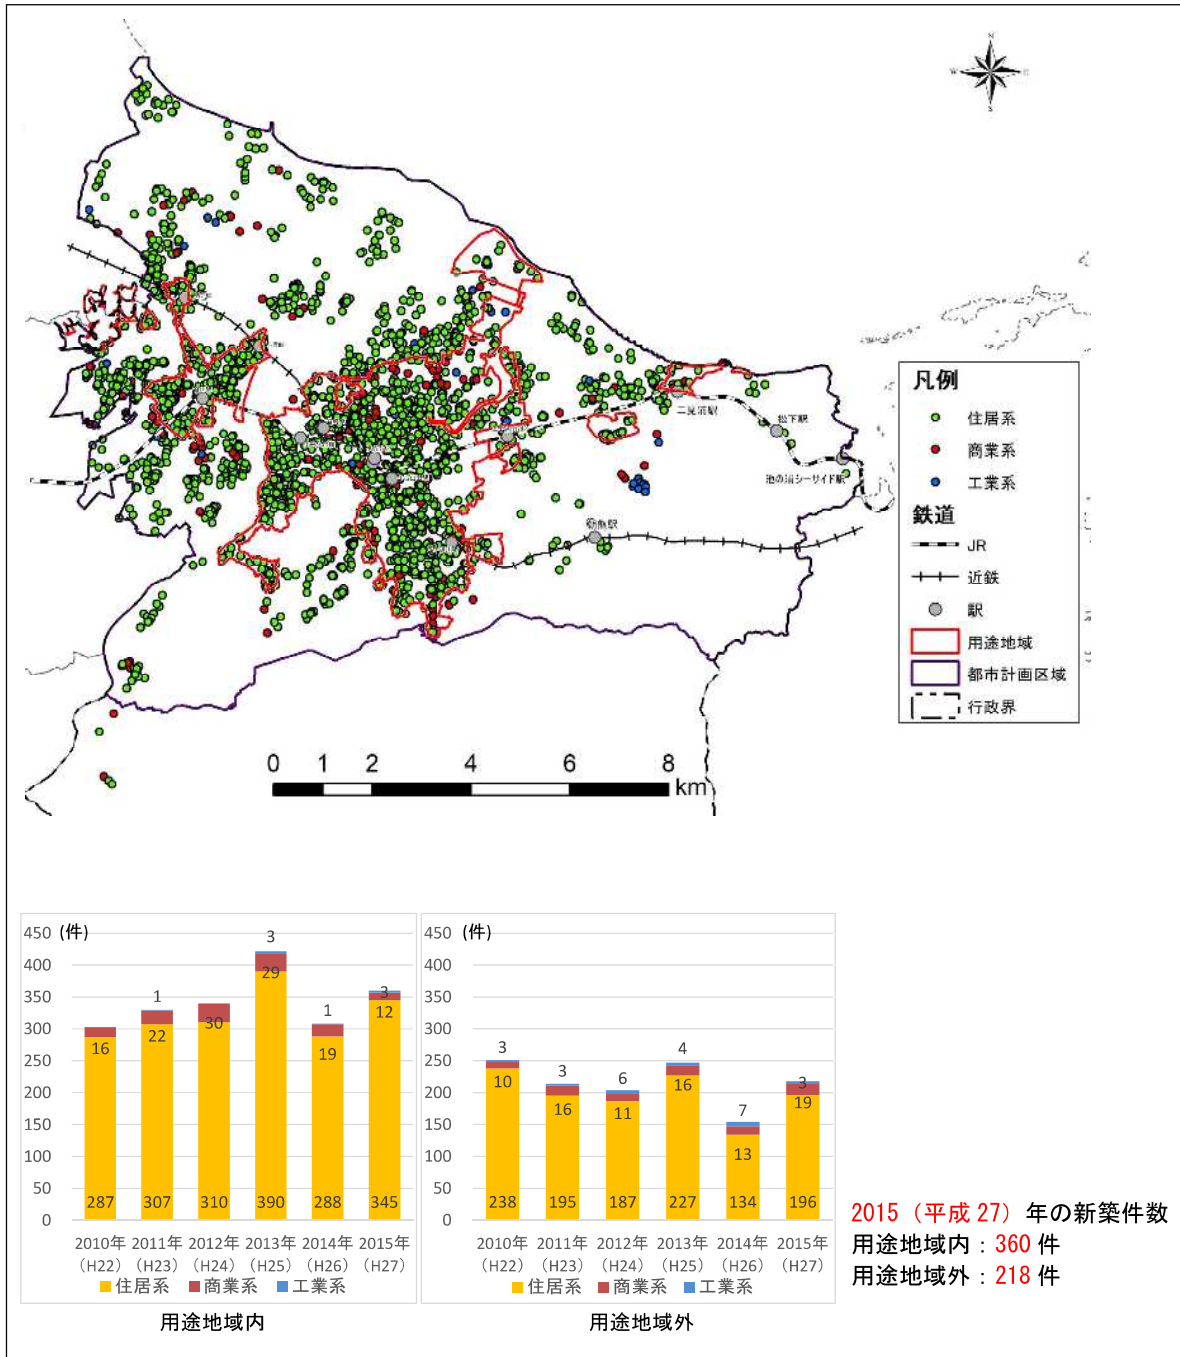 N
W
E
S
二見浦駅
松下駅
池の浦シーサイド駅
朝熊駅
凡例
住居系
商業系
工業系
鉄道
JR
近鉄
駅
用途地域
都市計画区域
行政界
0 1 2 4 6 8
km
450 (件)
400
350
300
250
200
150
100
50
0
16
1
22
30
3
29
1
19
3
12
287 307 310 390 288 345
2010年 2011年 2012年 2013年 2014年 2015年
(H22) (H23) (H24) (H25) (H26) (H27)
住居系 商業系 工業系
用途地域内
450 (件)
400
350
300
250
200
150
100
50
0
3
10
3
16
6
11
4
16
7
13
3
19
238 195 187 227 134 196
2010年 2011年 2012年 2013年 2014年 2015年
(H22) (H23) (H24) (H25) (H26) (H27)
住居系 商業系 工業系
用途地域外
2015（平成 27）年の新築件数
用途地域内：360 件
用途地域外：218 件